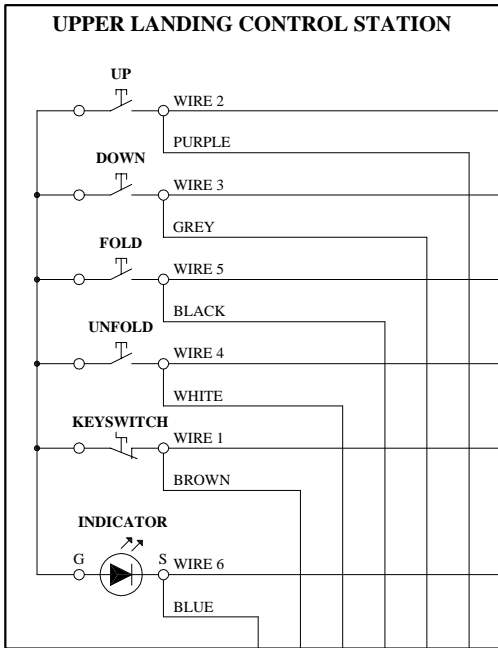 UPPER LANDING CONTROL STATION
UP
WIRE 2
PURPLE
DOWN
WIRE 3
GREY
FOLD
WIRE 5
BLACK
UNFOLD
WIRE 4
WHITE
KEYSWITCH
WIRE 1
BROWN
INDICATOR
G S WIRE 6
BLUE